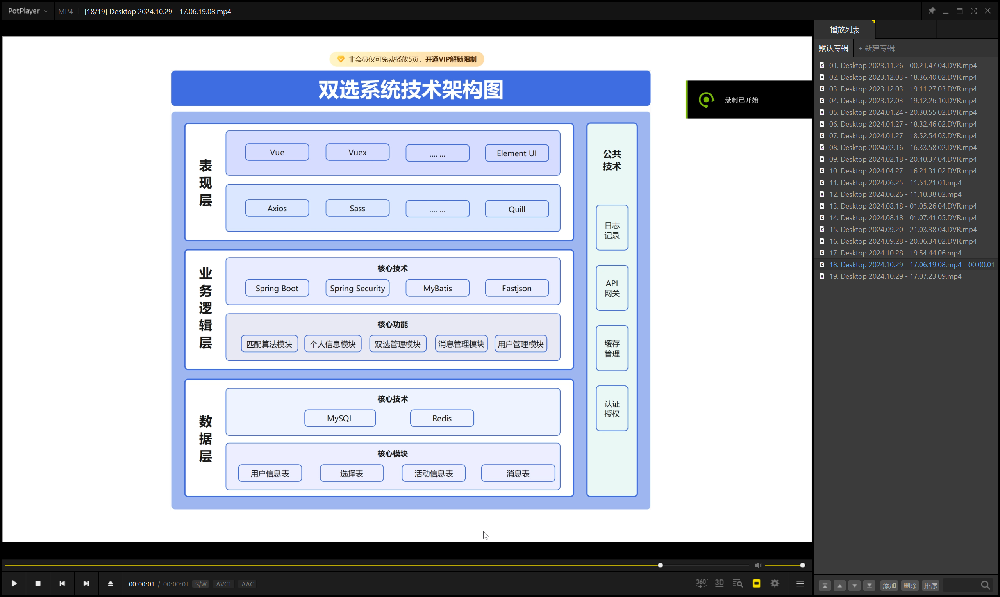 PotPlayer
MP4
[18/19] Desktop 2024.10.29 - 17.06.19.08.mp4
非会员仅可免费播放5页，开通VIP解锁限制
双选系统技术架构图
录制已开始
表现层
Vue
Vuex
.... ...
Element UI
Axios
Sass
.... ...
Quill
业务逻辑层
核心技术
Spring Boot
Spring Security
MyBatis
Fastjson
核心功能
匹配算法模块
个人信息模块
双选管理模块
消息管理模块
用户管理模块
数据层
核心技术
MySQL
Redis
核心模块
用户信息表
选择表
活动信息表
消息表
公共
技术
日志
记录
API
网关
缓存
管理
认证
授权
播放列表
默认专辑
+ 新建专辑
01. Desktop 2023.11.26 - 00.21.47.04.DVR.mp4
02. Desktop 2023.12.03 - 18.36.40.02.DVR.mp4
03. Desktop 2023.12.03 - 19.11.27.03.DVR.mp4
04. Desktop 2023.12.03 - 19.12.26.10.DVR.mp4
05. Desktop 2024.01.24 - 20.30.55.02.DVR.mp4
06. Desktop 2024.01.27 - 18.32.46.02.DVR.mp4
07. Desktop 2024.01.27 - 18.52.54.03.DVR.mp4
08. Desktop 2024.02.16 - 16.33.58.02.DVR.mp4
09. Desktop 2024.02.18 - 20.40.37.04.DVR.mp4
10. Desktop 2024.04.27 - 16.21.31.02.DVR.mp4
11. Desktop 2024.06.25 - 11.51.21.01.mp4
12. Desktop 2024.06.26 - 11.10.38.02.mp4
13. Desktop 2024.08.18 - 01.05.26.04.DVR.mp4
14. Desktop 2024.08.18 - 01.07.41.05.DVR.mp4
15. Desktop 2024.09.20 - 21.03.38.04.DVR.mp4
16. Desktop 2024.09.28 - 20.06.34.02.DVR.mp4
17. Desktop 2024.10.28 - 19.54.44.06.mp4
18. Desktop 2024.10.29 - 17.06.19.08.mp4 00:00:01
19. Desktop 2024.10.29 - 17.07.23.09.mp4
00:00:01 / 00:00:01 S/W AVC1 AAC
360° 3D
添加 删除 排序